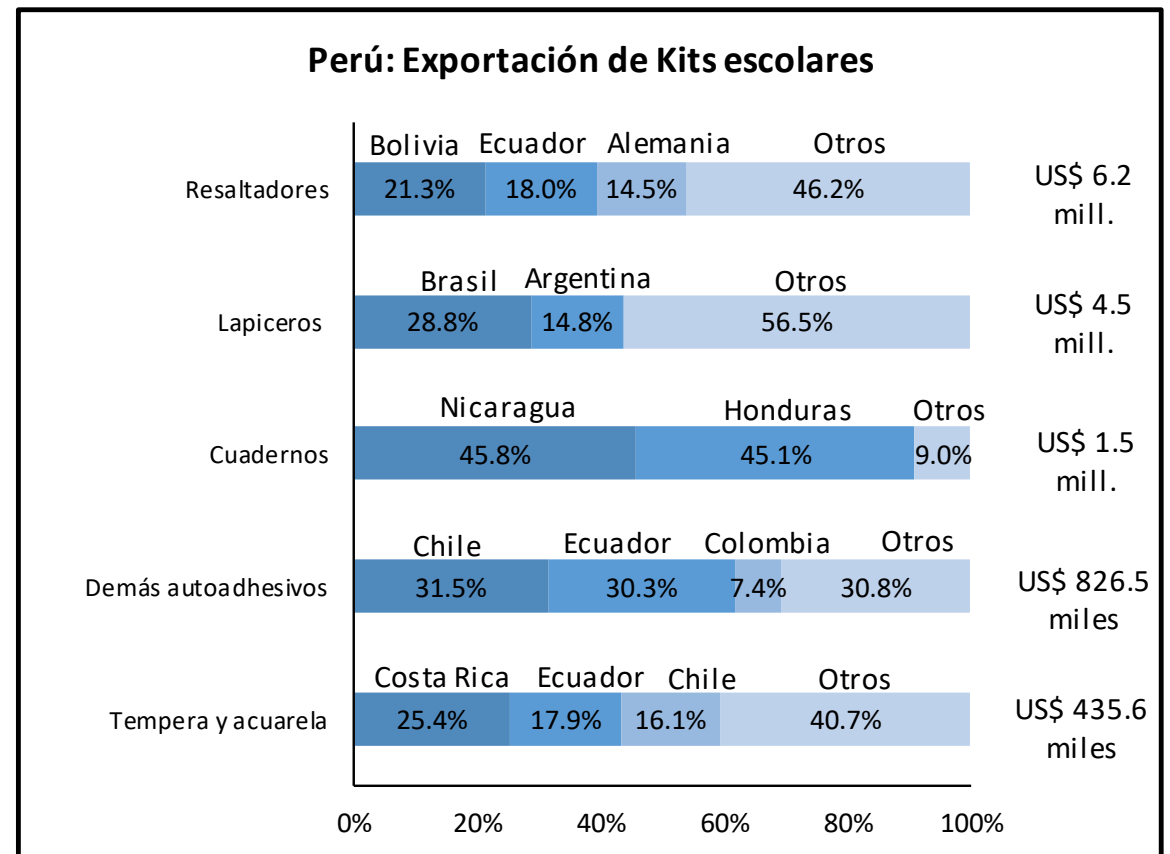 Perú: Exportación de Kits escolares
Bolivia Ecuador Alemania Otros
Resaltadores 21.3% 18.0% 14.5% 46.2% US$ 6.2
mill.
Brasil Argentina Otros
Lapiceros 28.8% 14.8% 56.5% US$ 4.5
mill.
Nicaragua Honduras Otros
Cuadernos 45.8% 45.1% 9.0% US$ 1.5
mill.
Chile Ecuador Colombia Otros
Demás autoadhesivos 31.5% 30.3% 7.4% 30.8% US$ 826.5
miles
Costa Rica Ecuador Chile Otros
Tempera y acuarela 25.4% 17.9% 16.1% 40.7% US$ 435.6
miles
0% 20% 40% 60% 80% 100%